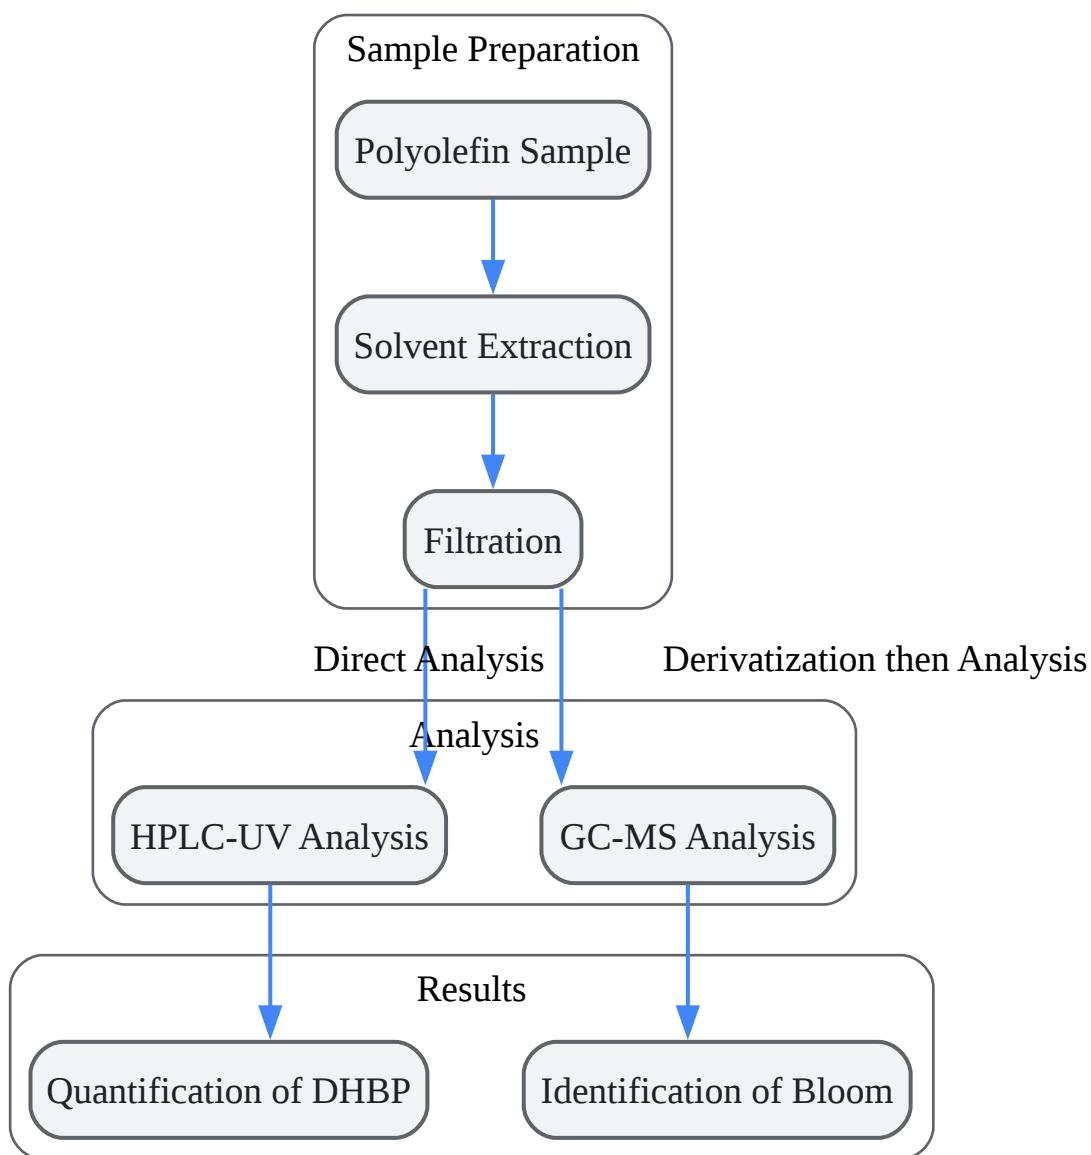 Sample Preparation
Polyolefin Sample
Solvent Extraction
Filtration
Direct Analysis
Derivatization then Analysis
Analysis
HPLC-UV Analysis
GC-MS Analysis
Results
Quantification of DHBP
Identification of Bloom